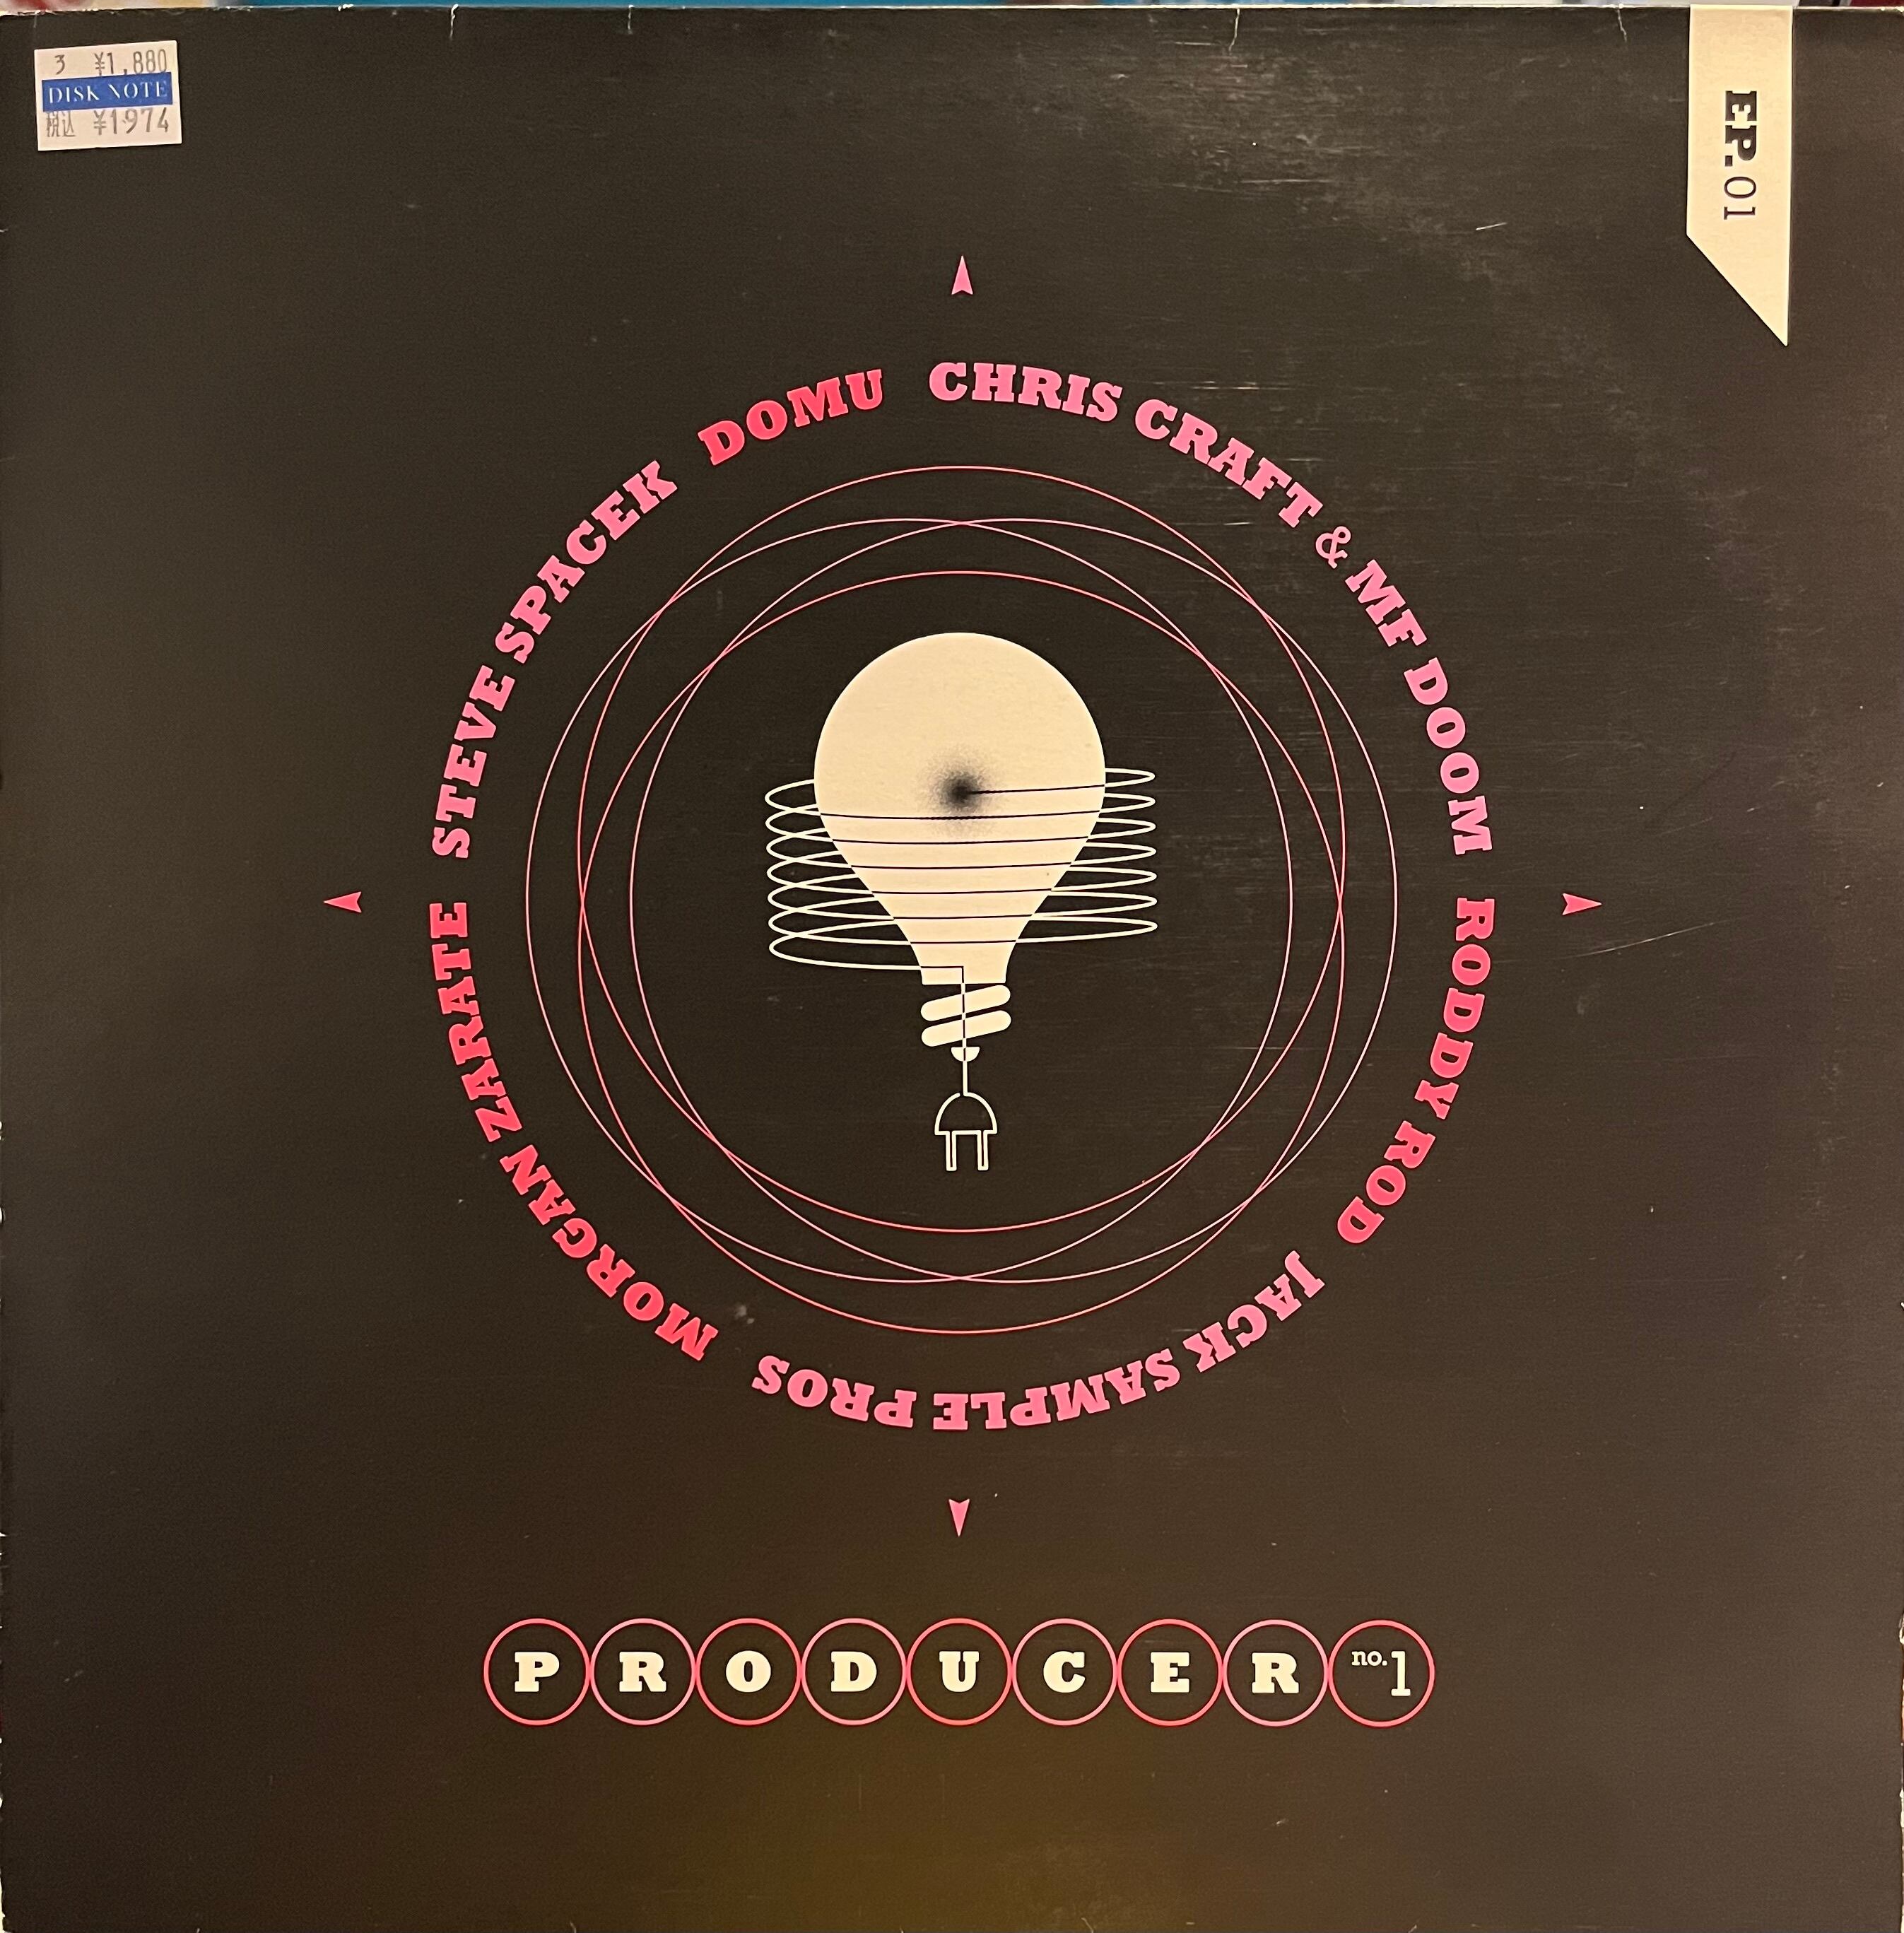 3 ¥1,880
DISK NOTE
税込 ¥1974
EP.01
CHRIS CRAFT & MF DOOM
RODDY ROD
JACK SAMPLE PROS
MORGAN ZARATE
STEVE SPACEK
DOMU
PRODUCER no.1